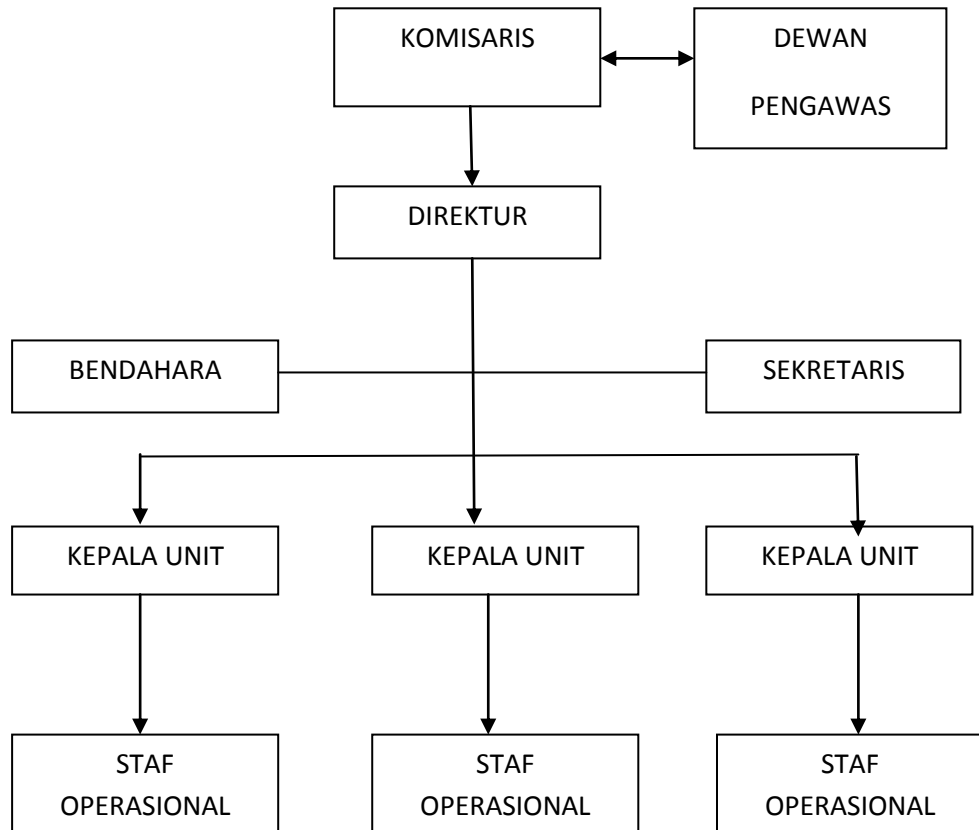 KOMISARIS
DEWAN
PENGAWAS
DIREKTUR
BENDAHARA
SEKRETARIS
KEPALA UNIT
KEPALA UNIT
KEPALA UNIT
STAF
OPERASIONAL
STAF
OPERASIONAL
STAF
OPERASIONAL